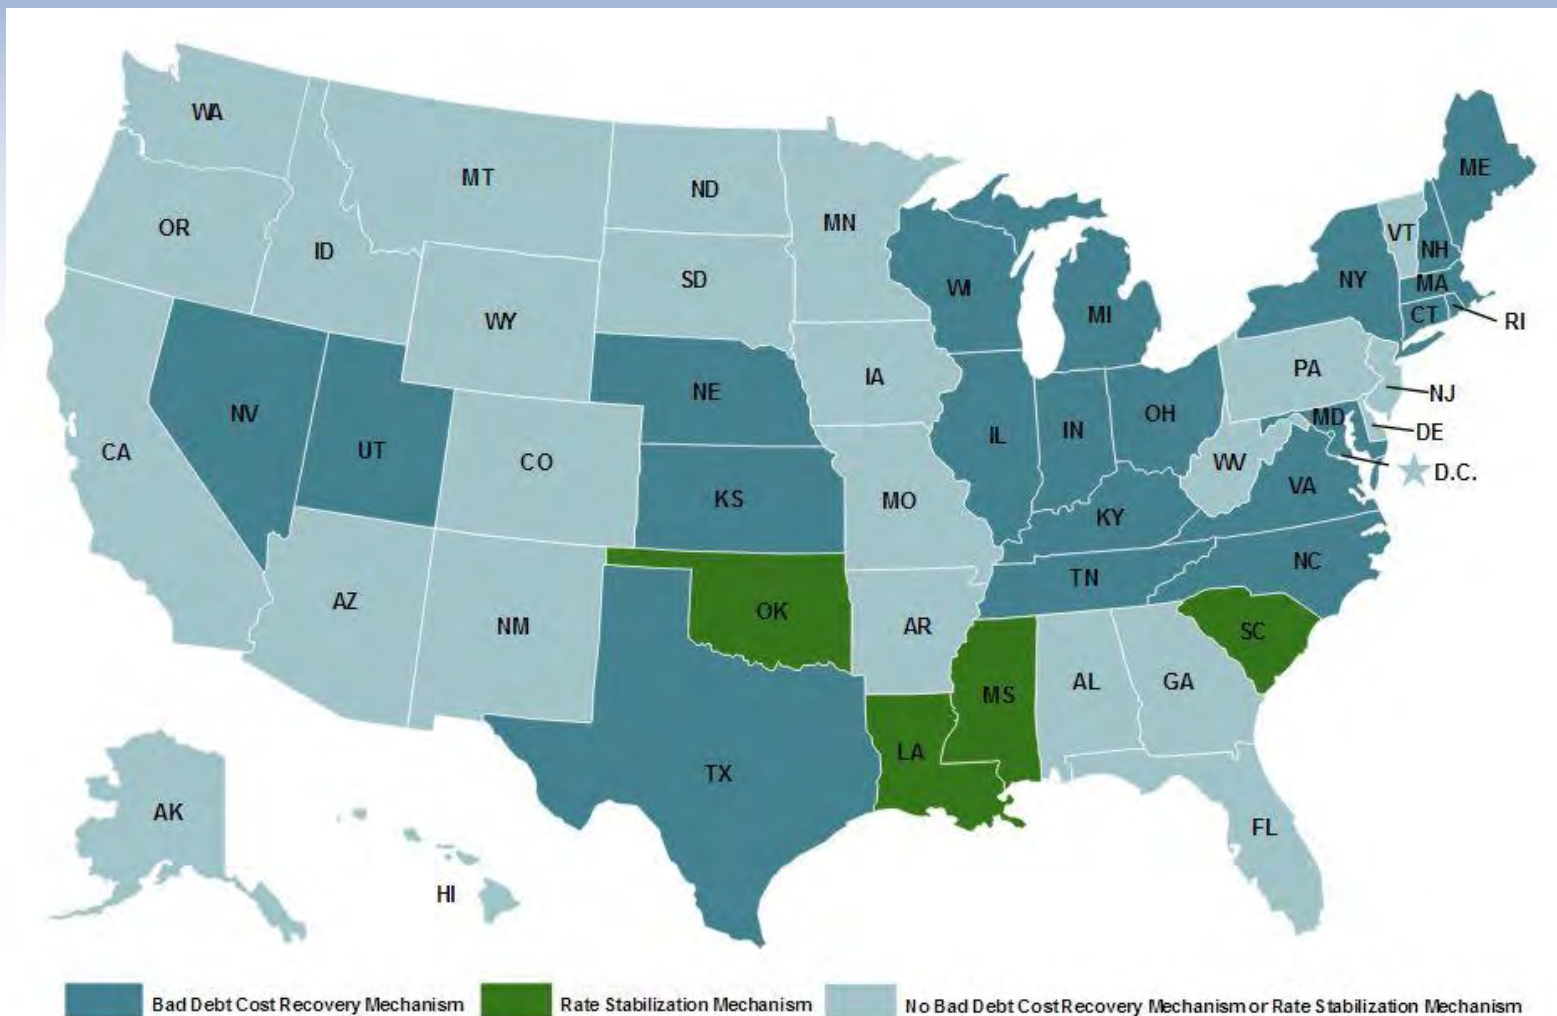 WA
MT
ND
MN
ME
OR
ID
SD
WI
MI
NY
VT
NH
MA
CT
RI
WY
NE
IA
PA
NJ
NV
UT
CO
CA
KS
MO
IL
IN
OH
MD
DE
D.C.
WV
VA
KY
NC
TN
AZ
NM
OK
AR
SC
MS
AL
GA
LA
TX
FL
AK
HI
Bad Debt Cost Recovery Mechanism
Rate Stabilization Mechanism
No Bad Debt Cost Recovery Mechanism or Rate Stabilization Mechanism